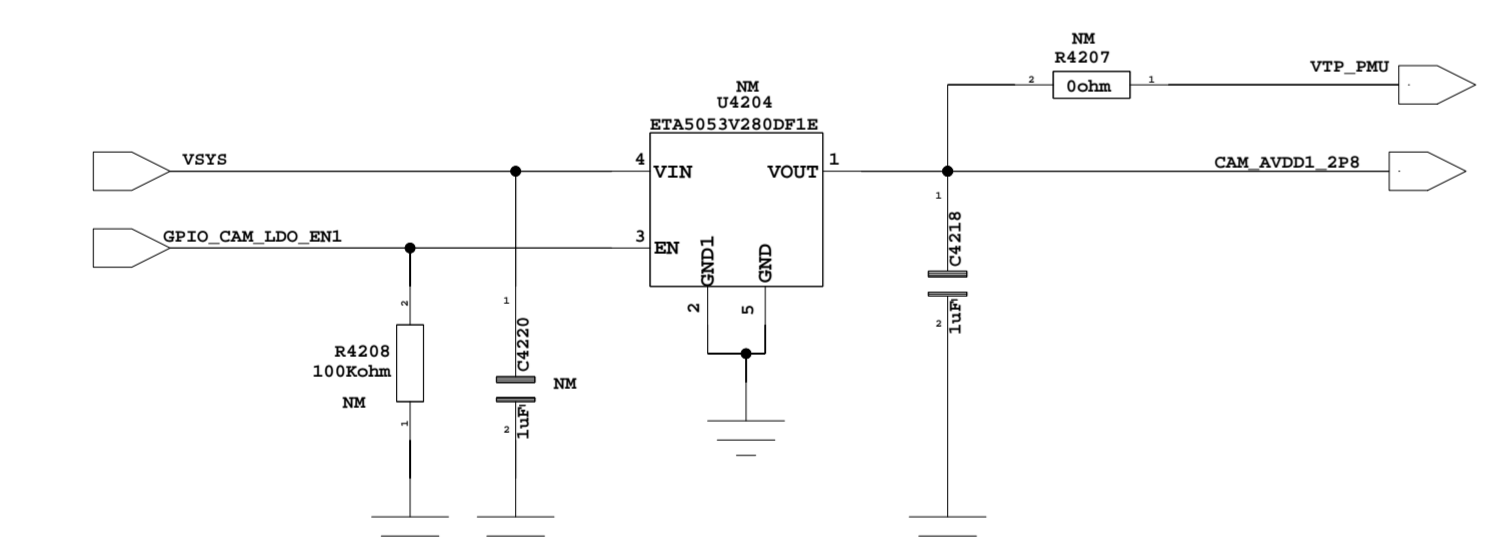 NM
R4207
VTP_PMU
2
0ohm
1
NM
U4204
ETA5053V280DF1E
VSYS
4
VIN
VOUT
1
CAM_AVDD1_2P8
GPIO_CAM_LDO_EN1
3
EN
GND1
GND
2
5
1
C4218
2
1uF
2
R4208
100Kohm
NM
1
1
C4220
NM
2
1uF